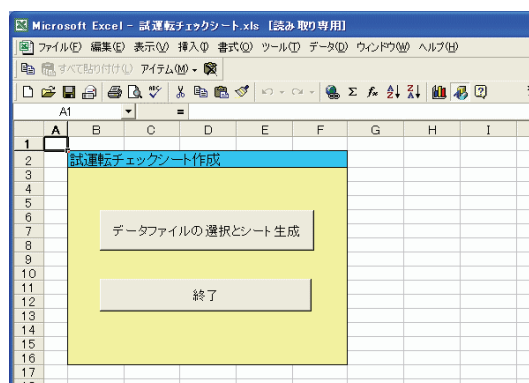 Microsoft Excel - 試運転チェックシート.xls [読み取り専用]
ファイル(F) 編集(E) 表示(V) 挿入(I) 書式(O) ツール(T) データ(D) ウィンドウ(W) ヘルプ(H)
すべて貼り付け(L) アイテム(M)
A1 =
A B C D E F G H I
1
2 試運転チェックシート作成
3
4
5
6
7 データファイルの選択とシート生成
8
9
10
11
12 終了
13
14
15
16
17